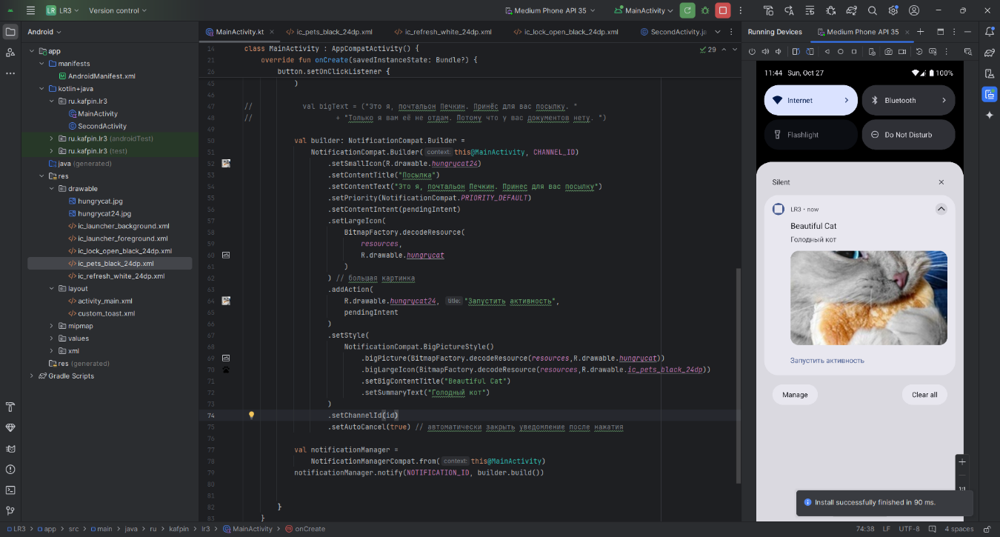 LR LR3 Version control
Medium Phone API 35 MainActivity
Android
MainActivity.kt ic_pets_black_24dp.xml ic_refresh_white_24dp.xml ic_lock_open_black_24dp.xml SecondActivity.ja
Running Devices Medium Phone API 35
app
manifests
AndroidManifest.xml
kotlin+java
ru.kafpin.lr3
MainActivity
SecondActivity
ru.kafpin.lr3 (androidTest)
ru.kafpin.lr3 (test)
java (generated)
res
drawable
hungrycat.jpg
hungrycat24.jpg
ic_launcher_background.xml
ic_launcher_foreground.xml
ic_lock_open_black_24dp.xml
ic_pets_black_24dp.xml
ic_refresh_white_24dp.xml
layout
activity_main.xml
custom_toast.xml
mipmap
values
xml
res (generated)
Gradle Scripts
29
14 class MainActivity : AppCompatActivity() {
21 override fun onCreate(savedInstanceState: Bundle?) {
26 button.setOnClickListener {
45 )
46
47 // val bigText = ("Это я, почтальон Печкин. Принёс для вас посылку. "
48 // + "Только я вам её не отдам. Потому что у вас документов нету. ")
49
50 val builder: NotificationCompat.Builder =
51 NotificationCompat.Builder( context: this@MainActivity, CHANNEL_ID)
52 .setSmallIcon(R.drawable.hungrycat24)
53 .setContentTitle("Посылка")
54 .setContentText("Это я, почтальон Печкин. Принес для вас посылку")
55 .setPriority(NotificationCompat.PRIORITY_DEFAULT)
56 .setContentIntent(pendingIntent)
57 .setLargeIcon(
58 BitmapFactory.decodeResource(
59 resources,
60 R.drawable.hungrycat
61 )
62 ) // большая картинка
63 .addAction(
64 R.drawable.hungrycat24, title: "Запустить активность",
65 pendingIntent
66 )
67 .setStyle(
68 NotificationCompat.BigPictureStyle()
69 .bigPicture(BitmapFactory.decodeResource(resources,R.drawable.hungrycat))
70 .bigLargeIcon(BitmapFactory.decodeResource(resources,R.drawable.ic_pets_black_24dp))
71 .setBigContentTitle("Beautiful Cat")
72 .setSummaryText("Голодный кот")
73 )
74 .setChannelId(id)
75 .setAutoCancel(true) // автоматически закрыть уведомление после нажатия
76
77 val notificationManager =
78 NotificationManagerCompat.from( context: this@MainActivity)
79 notificationManager.notify(NOTIFICATION_ID, builder.build())
80
81
82 }
83 }
11:44 Sun, Oct 27 100%
Internet Bluetooth
Flashlight Do Not Disturb
Silent
LR3 • now
Beautiful Cat
Голодный кот
Запустить активность
Manage Clear all
1:1
Install successfully finished in 90 ms.
LR3 app src main java ru kafpin lr3 MainActivity onCreate
74:38 LF UTF-8 4 spaces